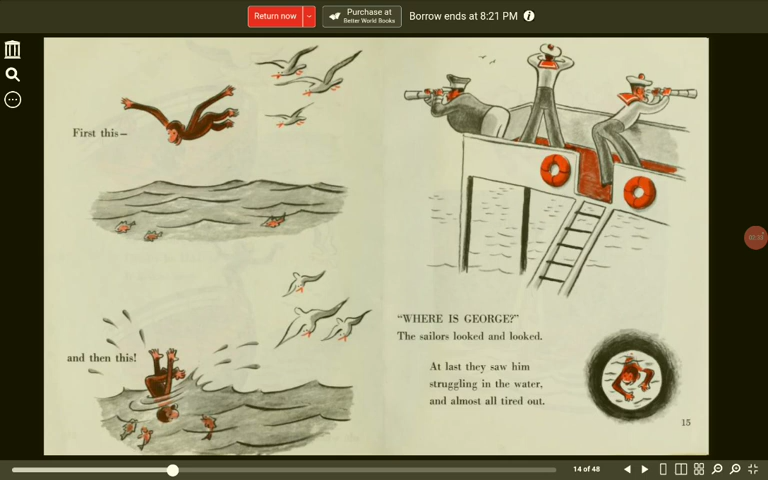 Return now
Purchase at
Better World Books
Borrow ends at 8:21 PM
First this—
and then this!
"WHERE IS GEORGE?"
The sailors looked and looked.
At last they saw him
struggling in the water,
and almost all tired out.
15
02:32
14 of 48